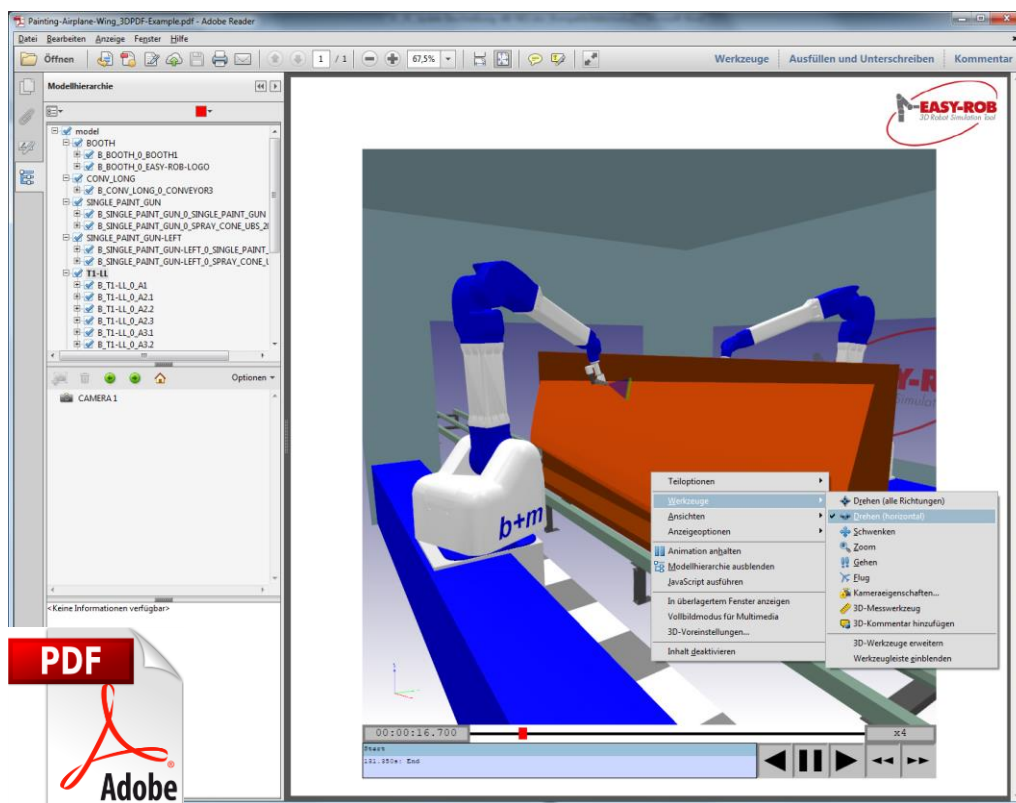 Painting-Airplane-Wing_3DPDF-Example.pdf - Adobe Reader
Datei Bearbeiten Anzeige Fenster Hilfe
Öffnen 1 / 1 67,5% Werkzeuge Ausfüllen und Unterschreiben Kommentar
Modellhierarchie
EASY-ROB
3D Robot Simulation Tool
model
BOOTH
B_BOOTH_0_BOOTH1
B_BOOTH_0_EASY-ROB-LOGO
CONV_LONG
B_CONV_LONG_0_CONVEYOR3
SINGLE_PAINT_GUN
B_SINGLE_PAINT_GUN_0_SINGLE_PAINT_GUN
B_SINGLE_PAINT_GUN_0_SPRAY_CONE_UBS_2
SINGLE_PAINT_GUN-LEFT
B_SINGLE_PAINT_GUN-LEFT_0_SINGLE_PAINT_
B_SINGLE_PAINT_GUN-LEFT_0_SPRAY_CONE_
T1-LL
B_T1-LL_0_A1
B_T1-LL_0_A2.1
B_T1-LL_0_A2.2
B_T1-LL_0_A2.3
B_T1-LL_0_A3.1
B_T1-LL_0_A3.2
Optionen
CAMERA 1
Y-R
Simulat
b+m
Teiloptionen
Werkzeuge
Ansichten
Anzeigeoptionen
Animation anhalten
Modellhierarchie ausblenden
JavaScript ausführen
In überlagertem Fenster anzeigen
Vollbildmodus für Multimedia
3D-Voreinstellungen...
Inhalt deaktivieren
Drehen (alle Richtungen)
Drehen (horizontal)
Schwenken
Zoom
Gehen
Flug
Kameraeigenschaften...
3D-Messwerkzeug
3D-Kommentar hinzufügen
3D-Werkzeuge erweitern
Werkzeugleiste einblenden
<Keine Informationen verfügbar>
PDF
Adobe
00:00:16.700 x4
Start
131.350s: End